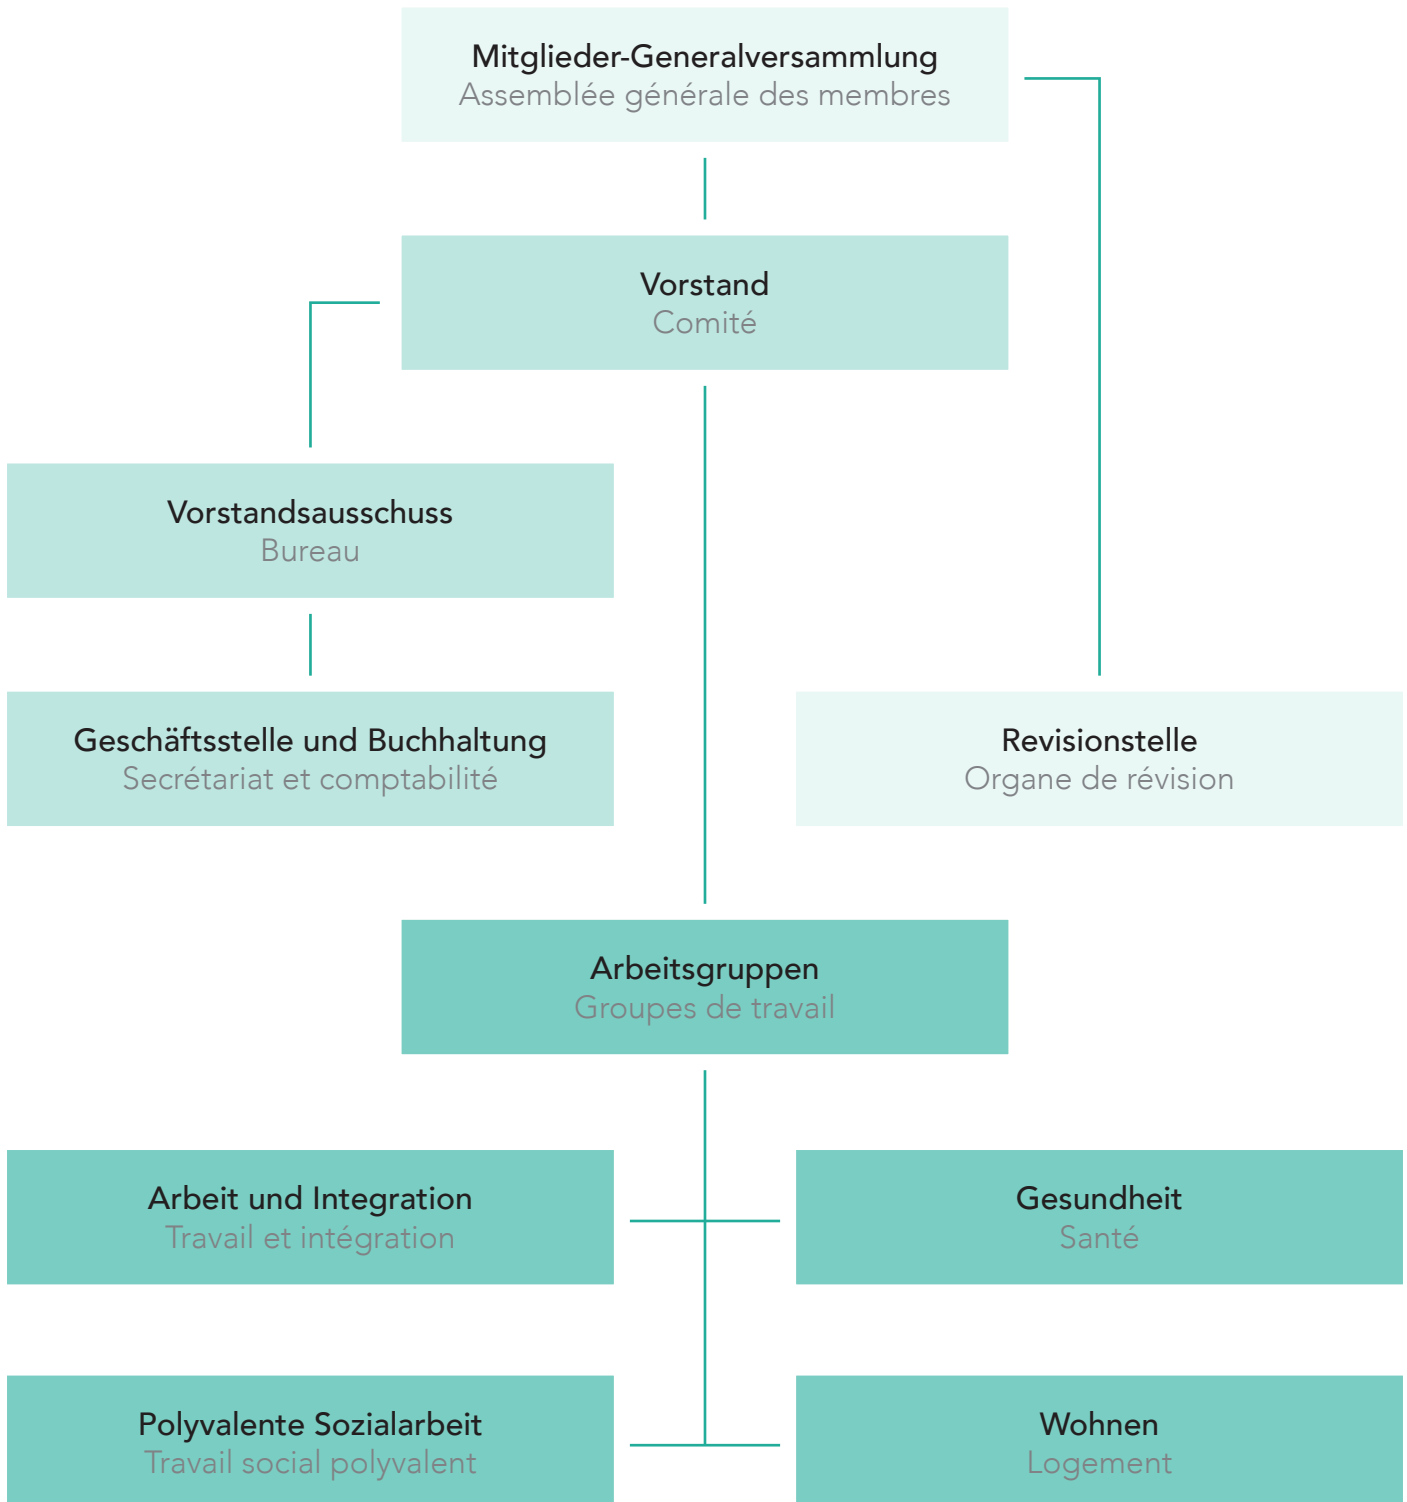 Mitglieder-Generalversammlung
Assemblée générale des membres
Vorstand
Comité
Vorstandsausschuss
Bureau
Geschäftsstelle und Buchhaltung
Secrétariat et comptabilité
Revisionstelle
Organe de révision
Arbeitsgruppen
Groupes de travail
Arbeit und Integration
Travail et intégration
Gesundheit
Santé
Polyvalente Sozialarbeit
Travail social polyvalent
Wohnen
Logement